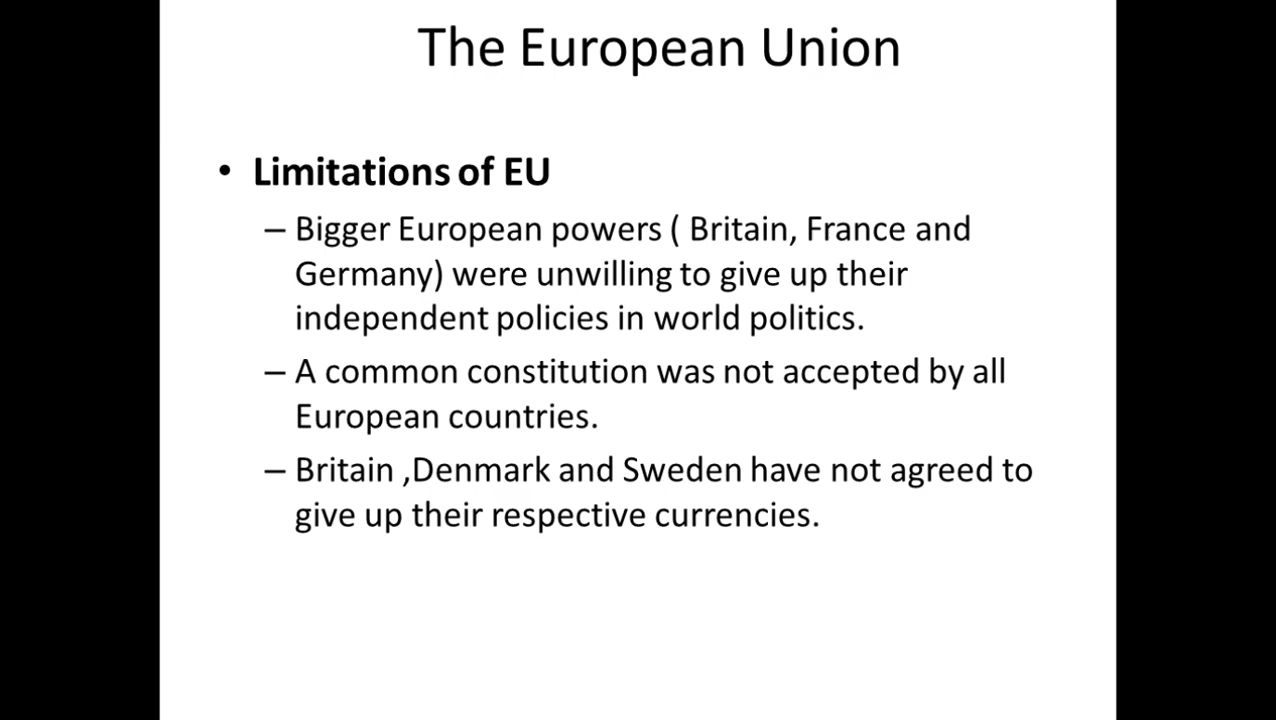 The European Union
• Limitations of EU
– Bigger European powers ( Britain, France and
Germany) were unwilling to give up their
independent policies in world politics.
– A common constitution was not accepted by all
European countries.
– Britain ,Denmark and Sweden have not agreed to
give up their respective currencies.